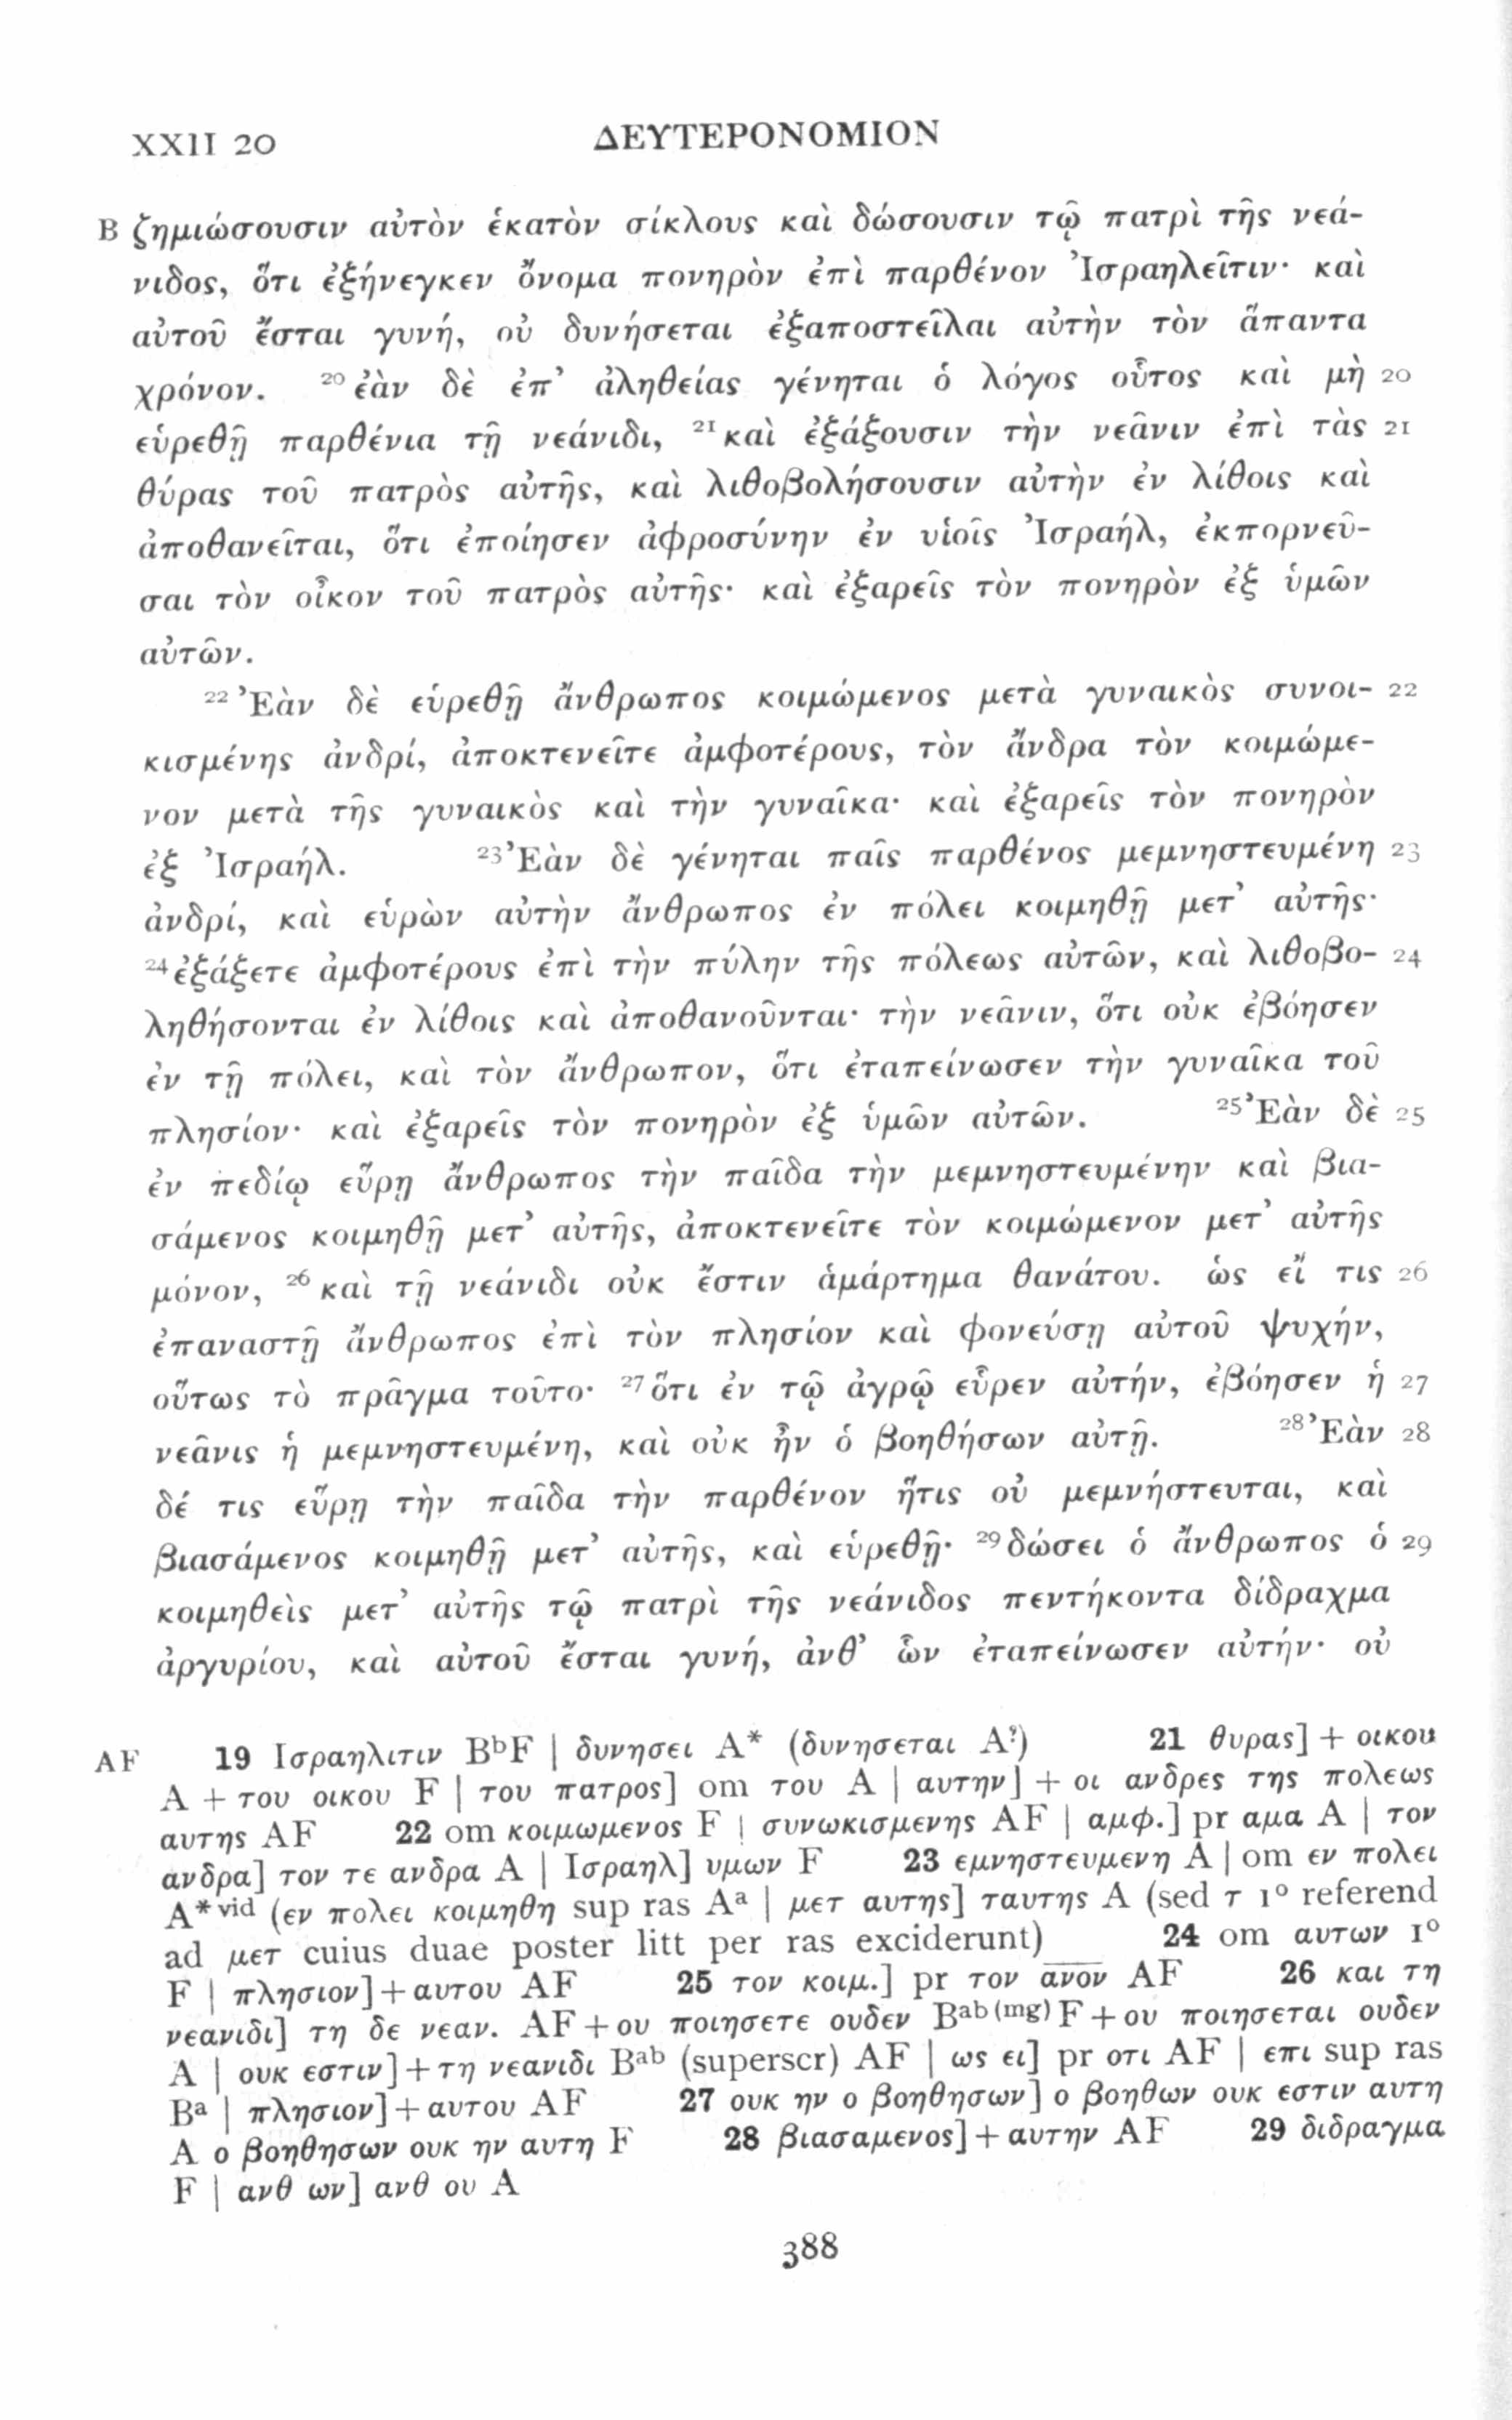 XXII 20
ΔΕΥΤΕΡΟΝΟΜΙΟΝ
B ζημιώσουσιν αὐτὸν ἑκατὸν σίκλους καὶ δώσουσιν τῷ πατρὶ τῆς νεά-
νιδος, ὅτι ἐξήνεγκεν ὄνομα πονηρὸν ἐπὶ παρθένον Ἰσραηλεῖτιν· καὶ
αὐτοῦ ἔσται γυνή, οὐ δυνήσεται ἐξαποστεῖλαι αὐτὴν τὸν ἅπαντα
χρόνον. ²⁰ἐὰν δὲ ἐπ’ ἀληθείας γένηται ὁ λόγος οὗτος καὶ μὴ 20
εὑρεθῇ παρθένια τῇ νεάνιδι, ²¹καὶ ἐξάξουσιν τὴν νεᾶνιν ἐπὶ τὰς 21
θύρας τοῦ πατρὸς αὐτῆς, καὶ λιθοβολήσουσιν αὐτὴν ἐν λίθοις καὶ
ἀποθανεῖται, ὅτι ἐποίησεν ἀφροσύνην ἐν υἱοῖς Ἰσραήλ, ἐκπορνεῦ-
σαι τὸν οἶκον τοῦ πατρὸς αὐτῆς· καὶ ἐξαρεῖς τὸν πονηρὸν ἐξ ὑμῶν
αὐτῶν.
²²Ἐὰν δὲ εὑρεθῇ ἄνθρωπος κοιμώμενος μετὰ γυναικὸς συνοι- 22
κισμένης ἀνδρί, ἀποκτενεῖτε ἀμφοτέρους, τὸν ἄνδρα τὸν κοιμώμε-
νον μετὰ τῆς γυναικὸς καὶ τὴν γυναῖκα· καὶ ἐξαρεῖς τὸν πονηρὸν
ἐξ Ἰσραήλ. ²³Ἐὰν δὲ γένηται παῖς παρθένος μεμνηστευμένη 23
ἀνδρί, καὶ εὑρὼν αὐτὴν ἄνθρωπος ἐν πόλει κοιμηθῇ μετ’ αὐτῆς·
²⁴ἐξάξετε ἀμφοτέρους ἐπὶ τὴν πύλην τῆς πόλεως αὐτῶν, καὶ λιθοβο- 24
ληθήσονται ἐν λίθοις καὶ ἀποθανοῦνται· τὴν νεᾶνιν, ὅτι οὐκ ἐβόησεν
ἐν τῇ πόλει, καὶ τὸν ἄνθρωπον, ὅτι ἐταπείνωσεν τὴν γυναῖκα τοῦ
πλησίον· καὶ ἐξαρεῖς τὸν πονηρὸν ἐξ ὑμῶν αὐτῶν. ²⁵Ἐὰν δὲ 25
ἐν πεδίῳ εὕρῃ ἄνθρωπος τὴν παῖδα τὴν μεμνηστευμένην καὶ βια-
σάμενος κοιμηθῇ μετ’ αὐτῆς, ἀποκτενεῖτε τὸν κοιμώμενον μετ’ αὐτῆς
μόνον, ²⁶καὶ τῇ νεάνιδι οὐκ ἔστιν ἁμάρτημα θανάτου. ὡς εἴ τις 26
ἐπαναστῇ ἄνθρωπος ἐπὶ τὸν πλησίον καὶ φονεύσῃ αὐτοῦ ψυχήν,
οὕτως τὸ πρᾶγμα τοῦτο· ²⁷ὅτι ἐν τῷ ἀγρῷ εὗρεν αὐτήν, ἐβόησεν ἡ 27
νεᾶνις ἡ μεμνηστευμένη, καὶ οὐκ ἦν ὁ βοηθήσων αὐτῇ. ²⁸Ἐὰν 28
δέ τις εὕρῃ τὴν παῖδα τὴν παρθένον ἥτις οὐ μεμνήστευται, καὶ
βιασάμενος κοιμηθῇ μετ’ αὐτῆς, καὶ εὑρεθῇ· ²⁹δώσει ὁ ἄνθρωπος ὁ 29
κοιμηθεὶς μετ’ αὐτῆς τῷ πατρὶ τῆς νεάνιδος πεντήκοντα δίδραχμα
ἀργυρίου, καὶ αὐτοῦ ἔσται γυνή, ἀνθ’ ὧν ἐταπείνωσεν αὐτήν· οὐ
AF 19 Ισραηλιτιν BᵇF | δυνησει A* (δυνησεται A?) 21 θυρας] + οικου
A + του οικου F | του πατρος] om του A | αυτην] + οι ανδρες της πολεως
αυτης AF 22 om κοιμωμενος F | συνωκισμενης AF | αμφ.] pr αμα A | τον
ανδρα] τον τε ανδρα A | Ισραηλ] υμων F 23 εμνηστευμενη A | om εν πολει
A*ᵛⁱᵈ (εν πολει κοιμηθη sup ras Aᵃ | μετ αυτης] ταυτης A (sed τ 1° referend
ad μετ cuius duae poster litt per ras exciderunt) 24 om αυτων 1°
F | πλησιον]+αυτου AF 25 τον κοιμ.] pr τον α̅ν̅ο̅ν̅ AF 26 και τη
νεανιδι] τη δε νεαν. AF+ου ποιησετε ουδεν Bᵃᵇ⁽ᵐᵍ⁾F+ου ποιησεται ουδεν
A | ουκ εστιν]+τη νεανιδι Bᵃᵇ (superscr) AF | ως ει] pr οτι AF | επι sup ras
Bᵃ | πλησιον]+αυτου AF 27 ουκ ην ο βοηθησων] ο βοηθων ουκ εστιν αυτη
A ο βοηθησων ουκ ην αυτη F 28 βιασαμενος]+αυτην AF 29 διδραγμα
F | ανθ ων] ανθ ου A
388